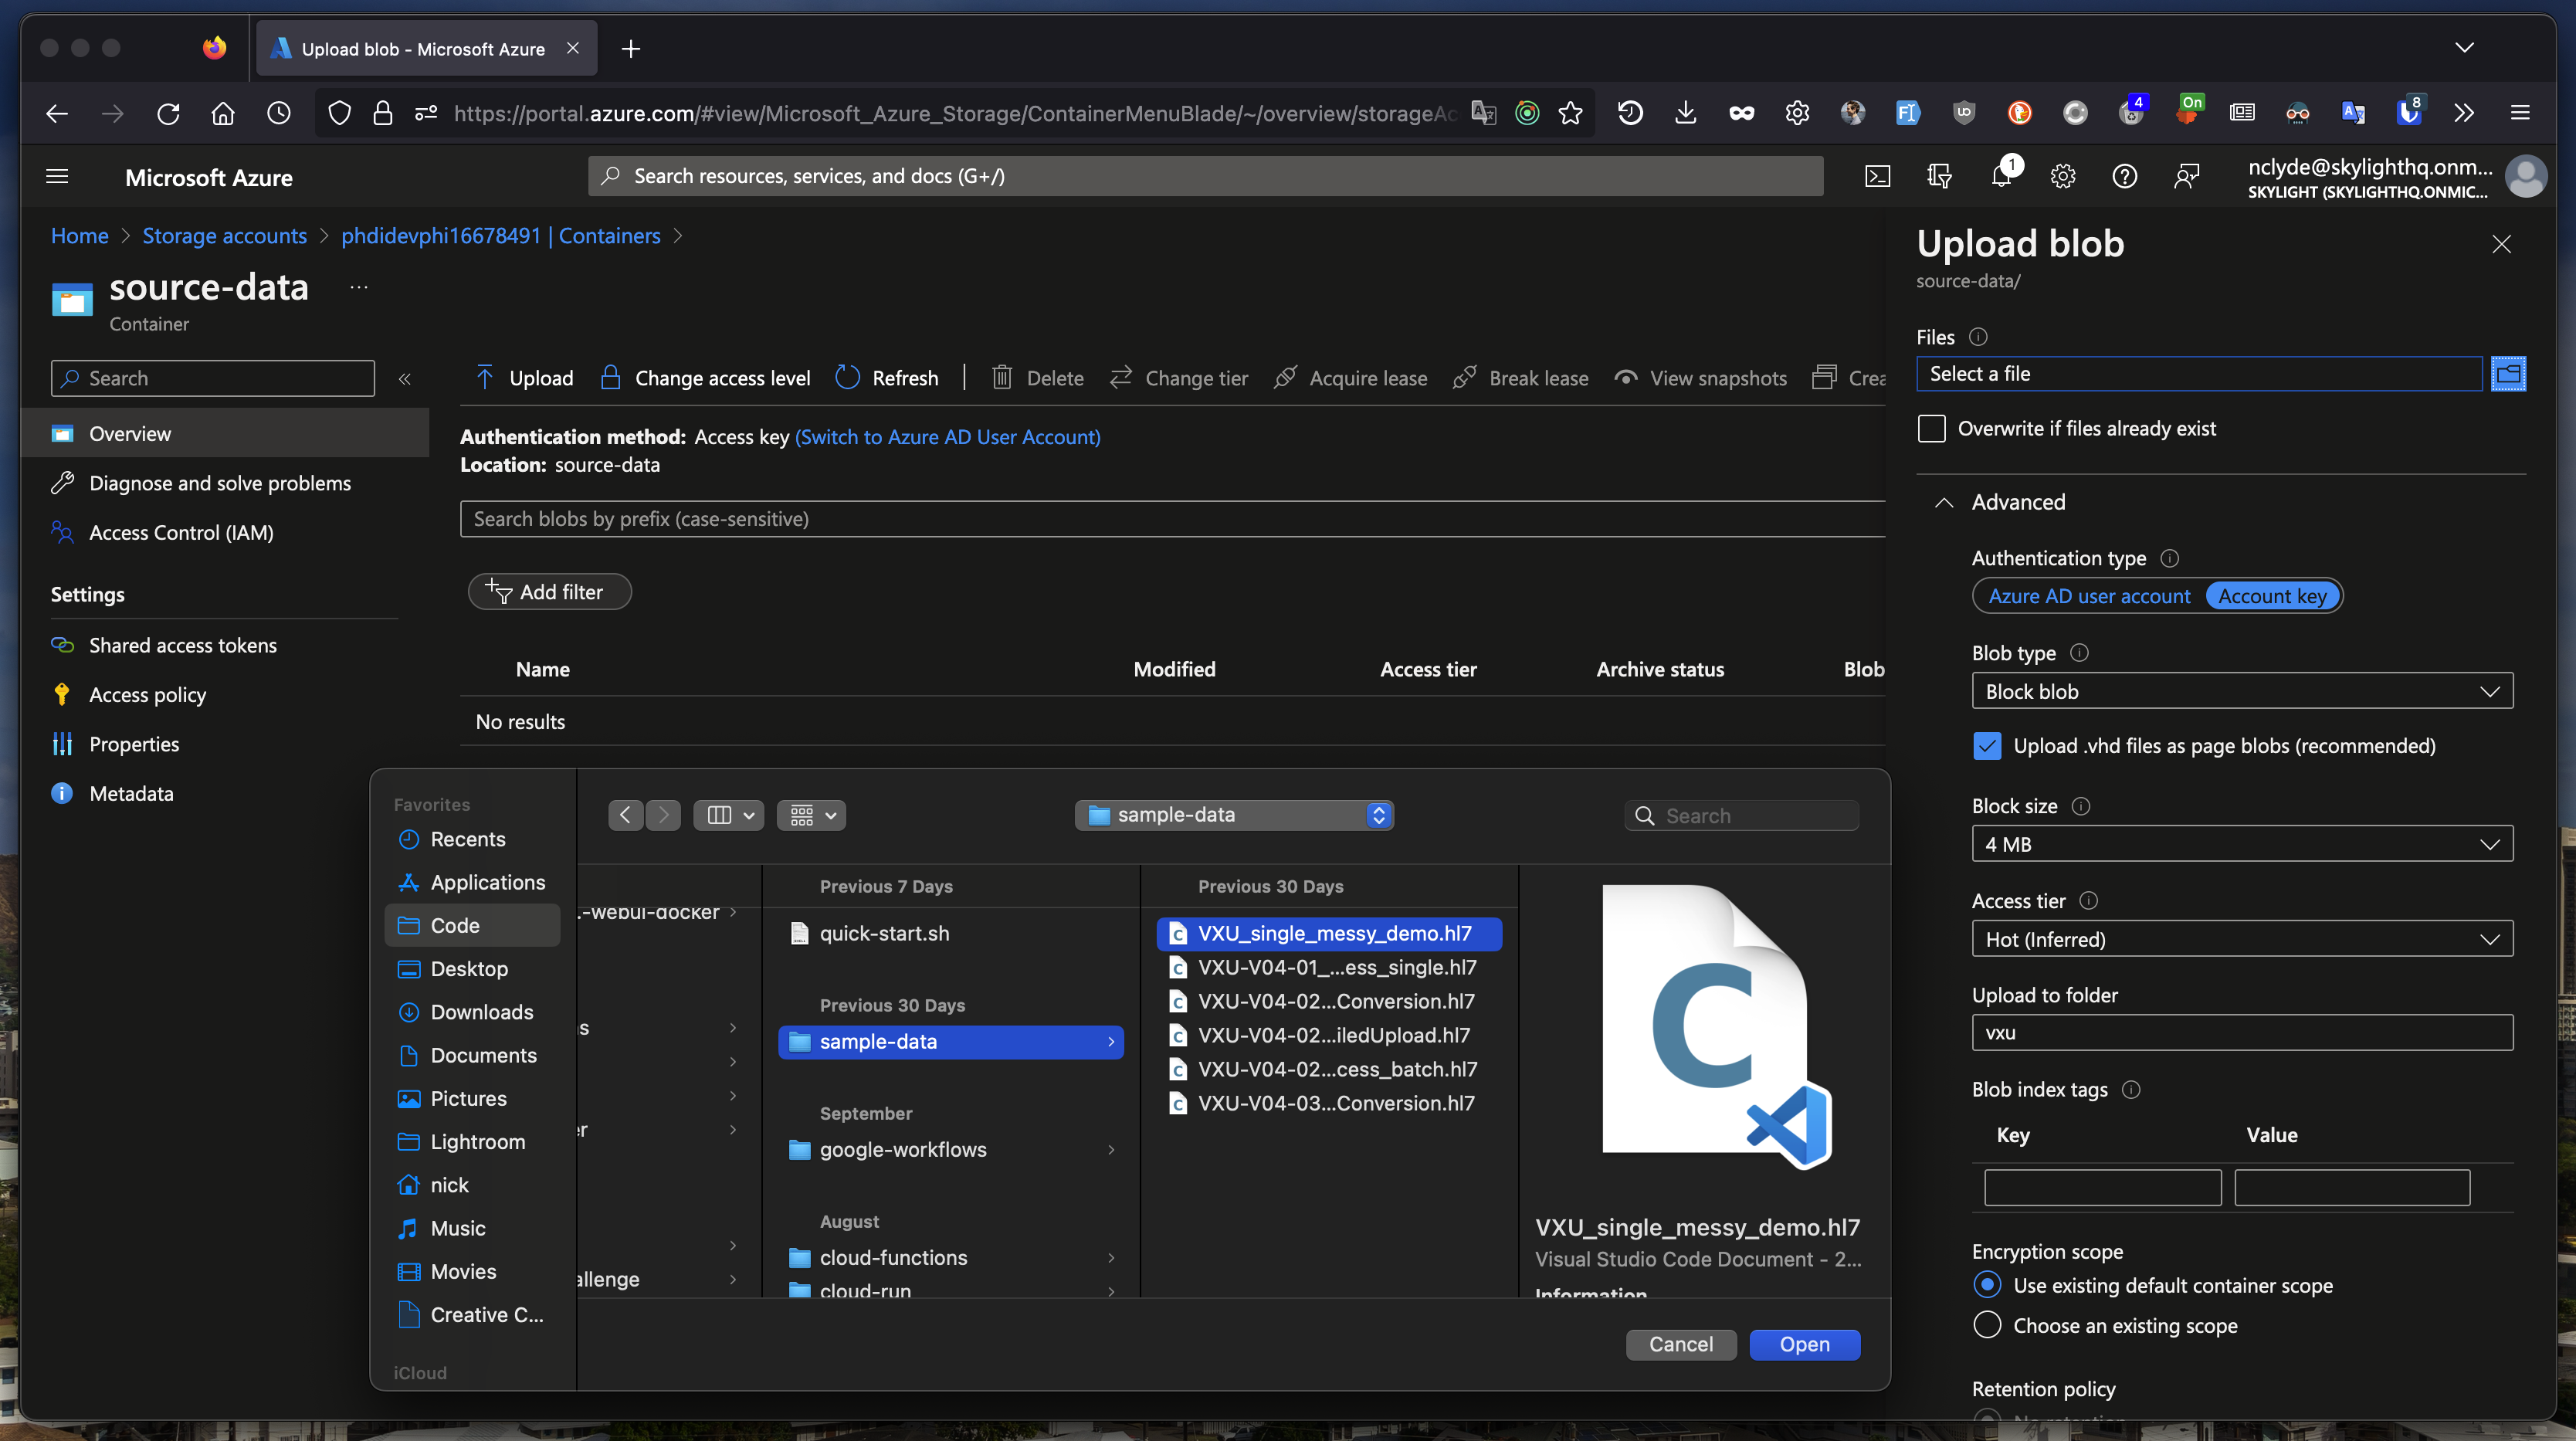 Upload blob - Microsoft Azure
https://portal.azure.com/#view/Microsoft_Azure_Storage/ContainerMenuBlade/~/overview/storageAc
4
On
8
Microsoft Azure
Search resources, services, and docs (G+/)
1
nclyde@skylighthq.onm...
SKYLIGHT (SKYLIGHTHQ.ONMIC...
Home > Storage accounts > phdidevphi16678491 | Containers >
source-data ...
Container
Search
«
Overview
Diagnose and solve problems
Access Control (IAM)
Settings
Shared access tokens
Access policy
Properties
Metadata
Upload
Change access level
Refresh
Delete
Change tier
Acquire lease
Break lease
View snapshots
Crea
Authentication method: Access key (Switch to Azure AD User Account)
Location: source-data
Search blobs by prefix (case-sensitive)
Add filter
Name
Modified
Access tier
Archive status
Blob
No results
Upload blob
source-data/
Files
Select a file
Overwrite if files already exist
Advanced
Authentication type
Azure AD user account
Account key
Blob type
Block blob
Upload .vhd files as page blobs (recommended)
Block size
4 MB
Access tier
Hot (Inferred)
Upload to folder
vxu
Blob index tags
Key
Value
Encryption scope
Use existing default container scope
Choose an existing scope
Retention policy
Favorites
Recents
Applications
Code
Desktop
Downloads
Documents
Pictures
Lightroom
nick
Music
Movies
Creative C...
iCloud
sample-data
Search
.-webui-docker
s
er
allenge
Previous 7 Days
quick-start.sh
Previous 30 Days
sample-data
September
google-workflows
August
cloud-functions
cloud-run
Previous 30 Days
VXU_single_messy_demo.hl7
VXU-V04-01_...ess_single.hl7
VXU-V04-02...Conversion.hl7
VXU-V04-02...iledUpload.hl7
VXU-V04-02...cess_batch.hl7
VXU-V04-03...Conversion.hl7
C
VXU_single_messy_demo.hl7
Visual Studio Code Document - 2...
Information
Cancel
Open